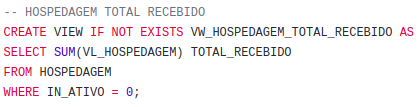 -- HOSPEDAGEM TOTAL RECEBIDO
CREATE VIEW IF NOT EXISTS VW_HOSPEDAGEM_TOTAL_RECEBIDO AS
SELECT SUM(VL_HOSPEDAGEM) TOTAL_RECEBIDO
FROM HOSPEDAGEM
WHERE IN_ATIVO = 0;